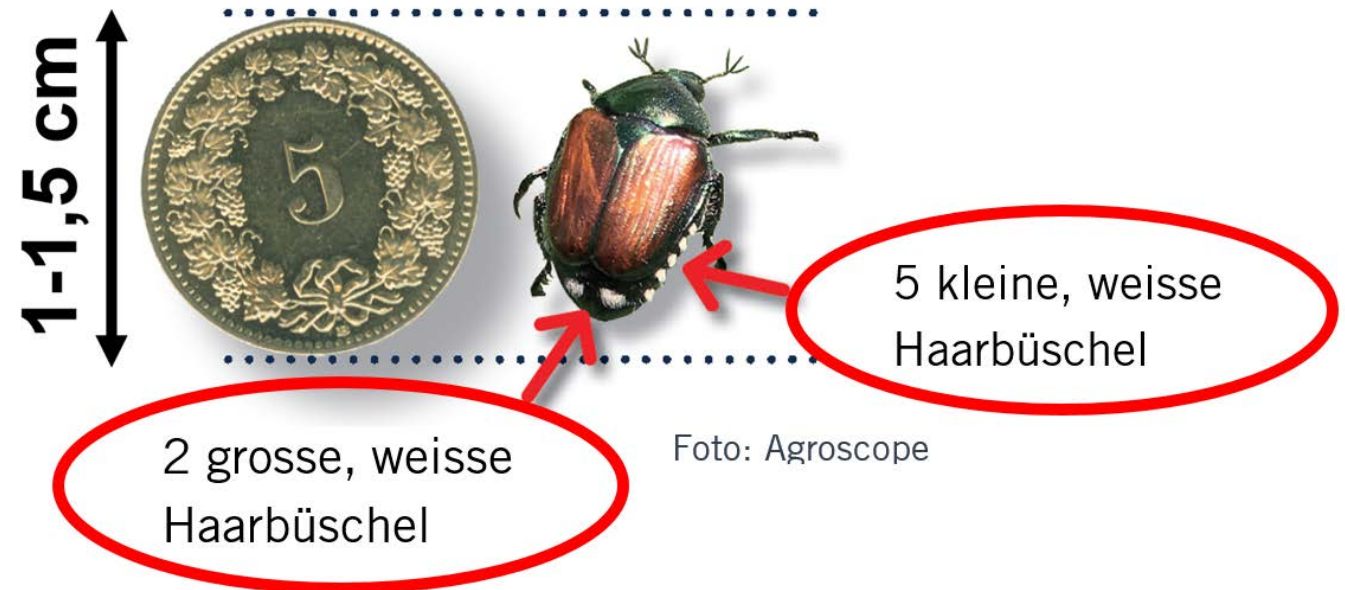 1-1,5 cm
5
5 kleine, weisse
Haarbüschel
2 grosse, weisse
Haarbüschel
Foto: Agroscope